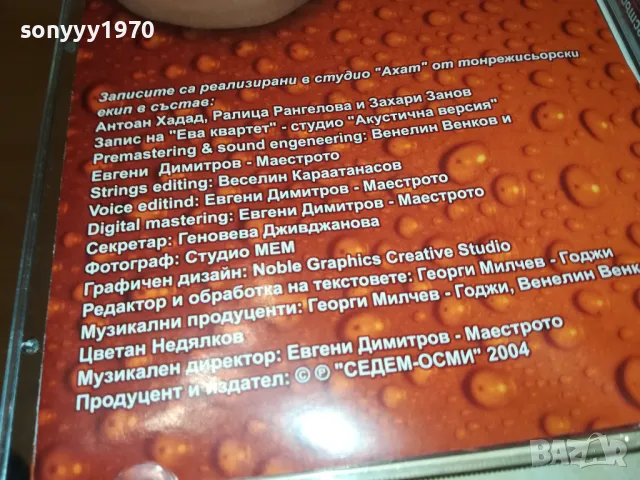 sonyyy1970
Записите са реализирани в студио "Ахат" от тонрежисьорски
екип в състав:
Антоан Хадад, Ралица Рангелова и Захари Занов
Запис на "Ева квартет" - студио "Акустична версия"
Premastering & sound engeneering: Венелин Венков и
Евгени Димитров - Маестрото
Strings editing: Веселин Караатанасов
Voice editind: Евгени Димитров - Маестрото
Digital mastering: Евгени Димитров - Маестрото
Секретар: Геновева Дживджанова
Фотограф: Студио МЕМ
Графичен дизайн: Noble Graphics Creative Studio
Редактор и обработка на текстовете: Георги Милчев - Годжи
Музикални продуценти: Георги Милчев - Годжи, Венелин Венко
Цветан Недялков
Музикален директор: Евгени Димитров - Маестрото
Продуцент и издател: © ℗ "СЕДЕМ-ОСМИ" 2004
BAZAR